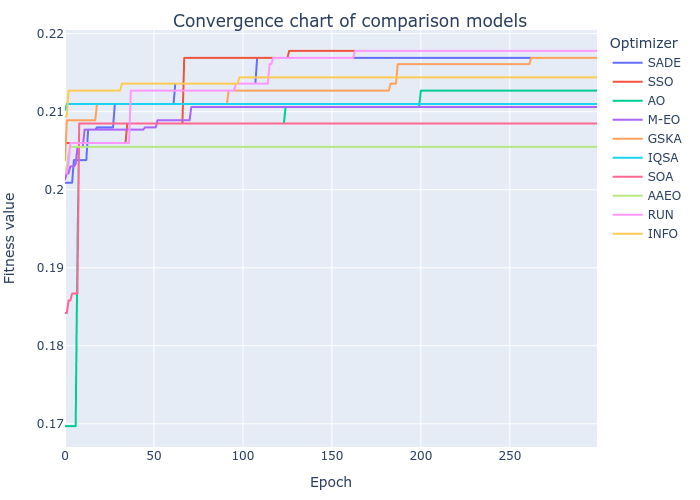 Convergence chart of comparison models
Fitness value
0.22
0.21
0.2
0.19
0.18
0.17
0
50
100
150
200
250
Epoch
Optimizer
SADE
SSO
AO
M-EO
GSKA
IQSA
SOA
AAEO
RUN
INFO